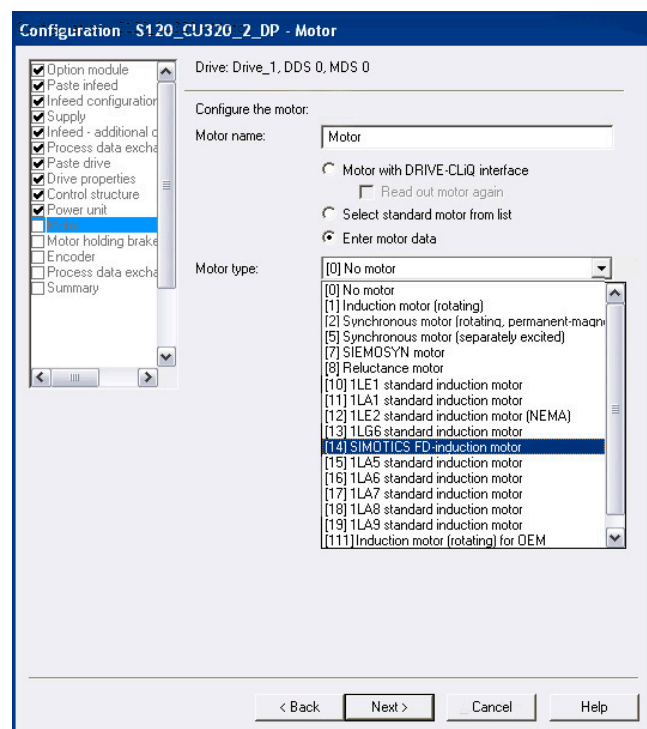 Configuration - S120_CU320_2_DP - Motor
Option module
Paste infeed
Infeed configuration
Supply
Infeed - additional c
Process data excha
Paste drive
Drive properties
Control structure
Power unit
Motor holding brake
Encoder
Process data excha
Summary
Drive: Drive_1, DDS 0, MDS 0
Configure the motor:
Motor name: Motor
Motor with DRIVE-CLiQ interface
Read out motor again
Select standard motor from list
Enter motor data
Motor type: [0] No motor
[0] No motor
[1] Induction motor (rotating)
[2] Synchronous motor (rotating, permanent-magn
[5] Synchronous motor (separately excited)
[7] SIEMOSYN motor
[8] Reluctance motor
[10] 1LE1 standard induction motor
[11] 1LA1 standard induction motor
[12] 1LE2 standard induction motor (NEMA)
[13] 1LG6 standard induction motor
[14] SIMOTICS FD-induction motor
[15] 1LA5 standard induction motor
[16] 1LA6 standard induction motor
[17] 1LA7 standard induction motor
[18] 1LA8 standard induction motor
[19] 1LA9 standard induction motor
[111]Induction motor (rotating) for OEM
< Back Next > Cancel Help